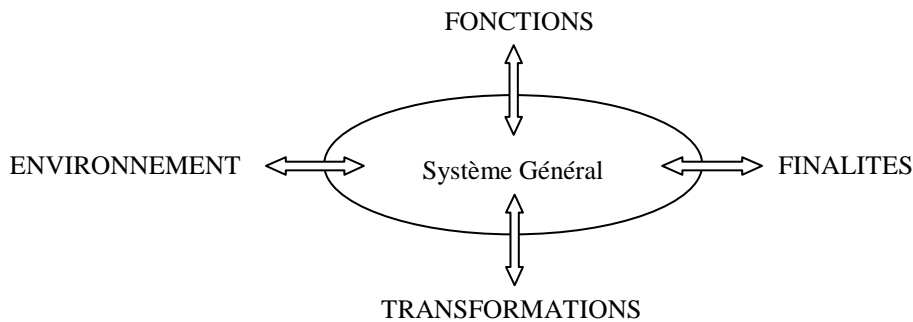 FONCTIONS
ENVIRONNEMENT
Système Général
FINALITES
TRANSFORMATIONS